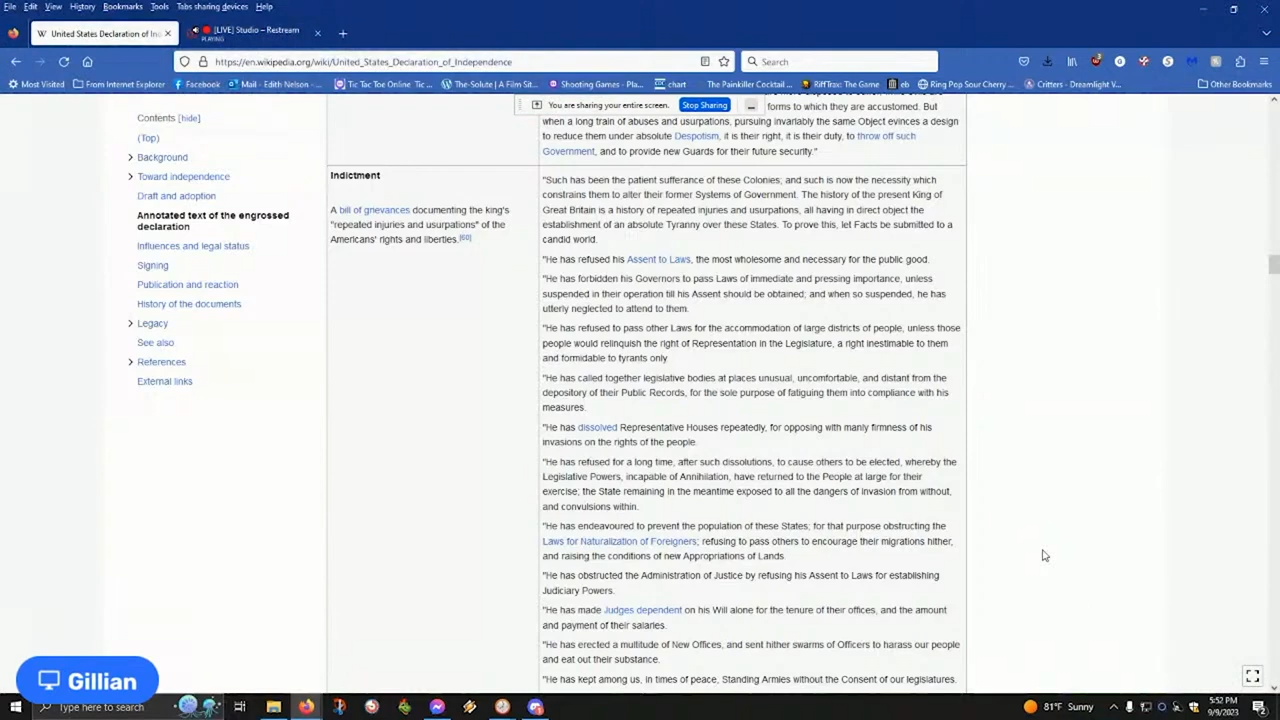 File Edit View History Bookmarks Tools Tabs sharing devices Help
W United States Declaration of Ind
[LIVE] Studio – Restream
PLAYING
https://en.wikipedia.org/wiki/United_States_Declaration_of_Independence
Search
Most Visited From Internet Explorer Facebook Mail - Edith Nelson -... Tic Tac Toe Online ... The-Solute | A Film Sit... Shooting Games - Pla... chart The Painkiller Cocktail ... RiffTrax: The Game eb Ring Pop Sour Cherry ... Critters - Dreamlight V... Other Bookmarks
You are sharing your entire screen. Stop Sharing
Contents [hide]
(Top)
Background
Toward independence
Draft and adoption
Annotated text of the engrossed
declaration
Influences and legal status
Signing
Publication and reaction
History of the documents
Legacy
See also
References
External links
Indictment
A bill of grievances documenting the king's
"repeated injuries and usurpations" of the
Americans' rights and liberties.[60]
forms to which they are accustomed. But
when a long train of abuses and usurpations, pursuing invariably the same Object evinces a design
to reduce them under absolute Despotism, it is their right, it is their duty, to throw off such
Government, and to provide new Guards for their future security."
"Such has been the patient sufferance of these Colonies; and such is now the necessity which
constrains them to alter their former Systems of Government. The history of the present King of
Great Britain is a history of repeated injuries and usurpations, all having in direct object the
establishment of an absolute Tyranny over these States. To prove this, let Facts be submitted to a
candid world.
"He has refused his Assent to Laws, the most wholesome and necessary for the public good.
"He has forbidden his Governors to pass Laws of immediate and pressing importance, unless
suspended in their operation till his Assent should be obtained; and when so suspended, he has
utterly neglected to attend to them.
"He has refused to pass other Laws for the accommodation of large districts of people, unless those
people would relinquish the right of Representation in the Legislature, a right inestimable to them
and formidable to tyrants only
"He has called together legislative bodies at places unusual, uncomfortable, and distant from the
depository of their Public Records, for the sole purpose of fatiguing them into compliance with his
measures.
"He has dissolved Representative Houses repeatedly, for opposing with manly firmness of his
invasions on the rights of the people.
"He has refused for a long time, after such dissolutions, to cause others to be elected, whereby the
Legislative Powers, incapable of Annihilation, have returned to the People at large for their
exercise; the State remaining in the meantime exposed to all the dangers of invasion from without,
and convulsions within.
"He has endeavoured to prevent the population of these States; for that purpose obstructing the
Laws for Naturalization of Foreigners; refusing to pass others to encourage their migrations hither,
and raising the conditions of new Appropriations of Lands
"He has obstructed the Administration of Justice by refusing his Assent to Laws for establishing
Judiciary Powers.
"He has made Judges dependent on his Will alone for the tenure of their offices, and the amount
and payment of their salaries.
"He has erected a multitude of New Offices, and sent hither swarms of Officers to harass our people
and eat out their substance.
"He has kept among us, in times of peace, Standing Armies without the Consent of our legislatures.
Gillian
Type here to search
81°F Sunny
5:52 PM
9/9/2023